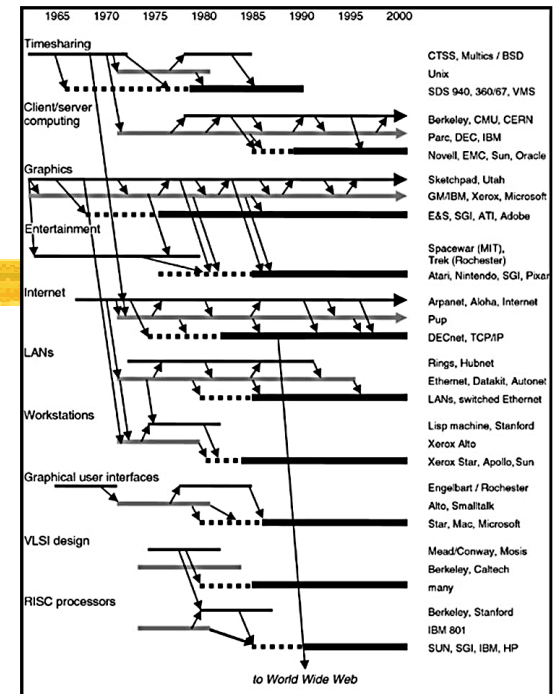 1965 1970 1975 1980 1985 1990 1995 2000
Timesharing
CTSS, Multics / BSD
Unix
SDS 940, 360/67, VMS
Client/server
computing
Berkeley, CMU, CERN
Parc, DEC, IBM
Novell, EMC, Sun, Oracle
Graphics
Sketchpad, Utah
GM/IBM, Xerox, Microsoft
E&S, SGI, ATI, Adobe
Entertainment
Spacewar (MIT),
Trek (Rochester)
Atari, Nintendo, SGI, Pixar
Internet
Arpanet, Aloha, Internet
Pup
DECnet, TCP/IP
LANs
Rings, Hubnet
Ethernet, Datakit, Autonet
LANs, switched Ethernet
Workstations
Lisp machine, Stanford
Xerox Alto
Xerox Star, Apollo, Sun
Graphical user interfaces
Engelbart / Rochester
Alto, Smalltalk
Star, Mac, Microsoft
VLSI design
Mead/Conway, Mosis
Berkeley, Caltech
many
RISC processors
Berkeley, Stanford
IBM 801
SUN, SGI, IBM, HP
to World Wide Web